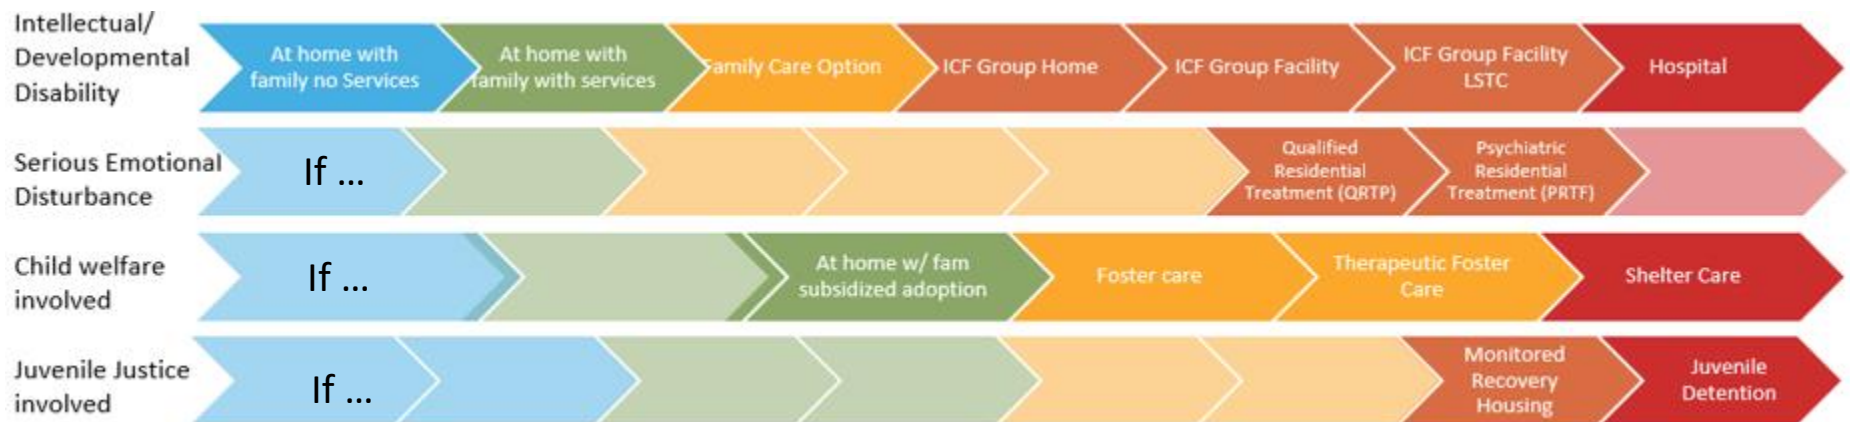 Intellectual/
Developmental
Disability
At home with
family no Services
At home with
family with services
Family Care Option
ICF Group Home
ICF Group Facility
ICF Group Facility
LSTC
Hospital
Serious Emotional
Disturbance
If ...
Qualified
Residential
Treatment (QRTP)
Psychiatric
Residential
Treatment (PRTF)
Child welfare
involved
If ...
At home w/ fam
subsidized adoption
Foster care
Therapeutic Foster
Care
Shelter Care
Juvenile Justice
involved
If ...
Monitored
Recovery
Housing
Juvenile
Detention